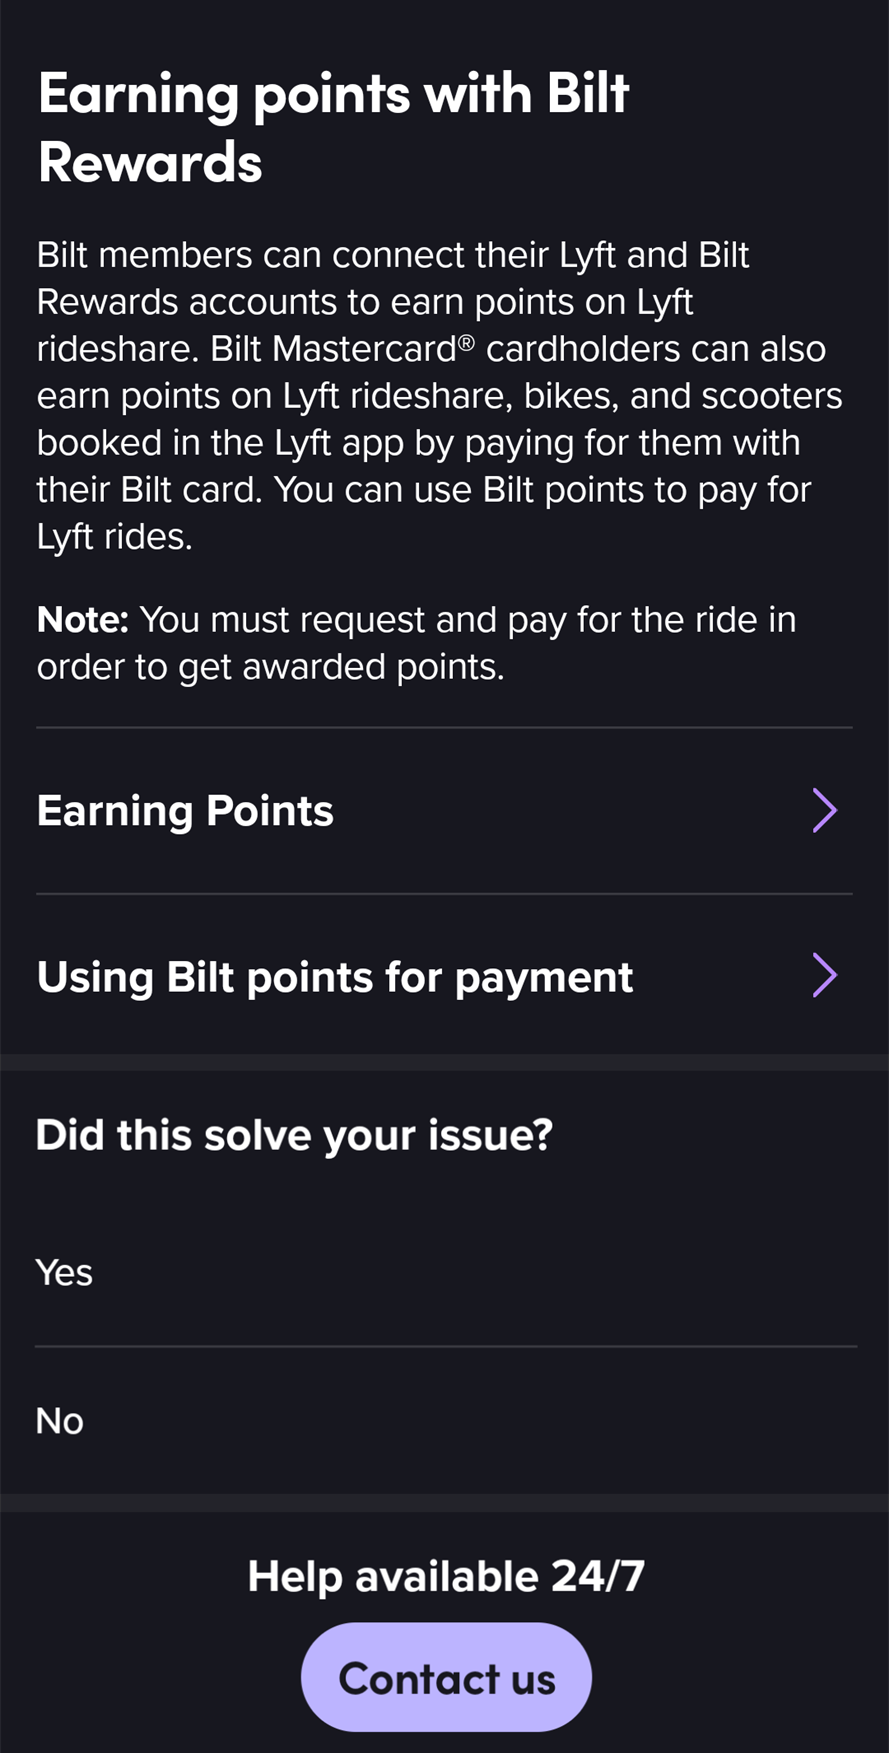 Earning points with Bilt
Rewards
Bilt members can connect their Lyft and Bilt
Rewards accounts to earn points on Lyft
rideshare. Bilt Mastercard® cardholders can also
earn points on Lyft rideshare, bikes, and scooters
booked in the Lyft app by paying for them with
their Bilt card. You can use Bilt points to pay for
Lyft rides.
Note: You must request and pay for the ride in
order to get awarded points.
Earning Points
Using Bilt points for payment
Did this solve your issue?
Yes
No
Help available 24/7
Contact us